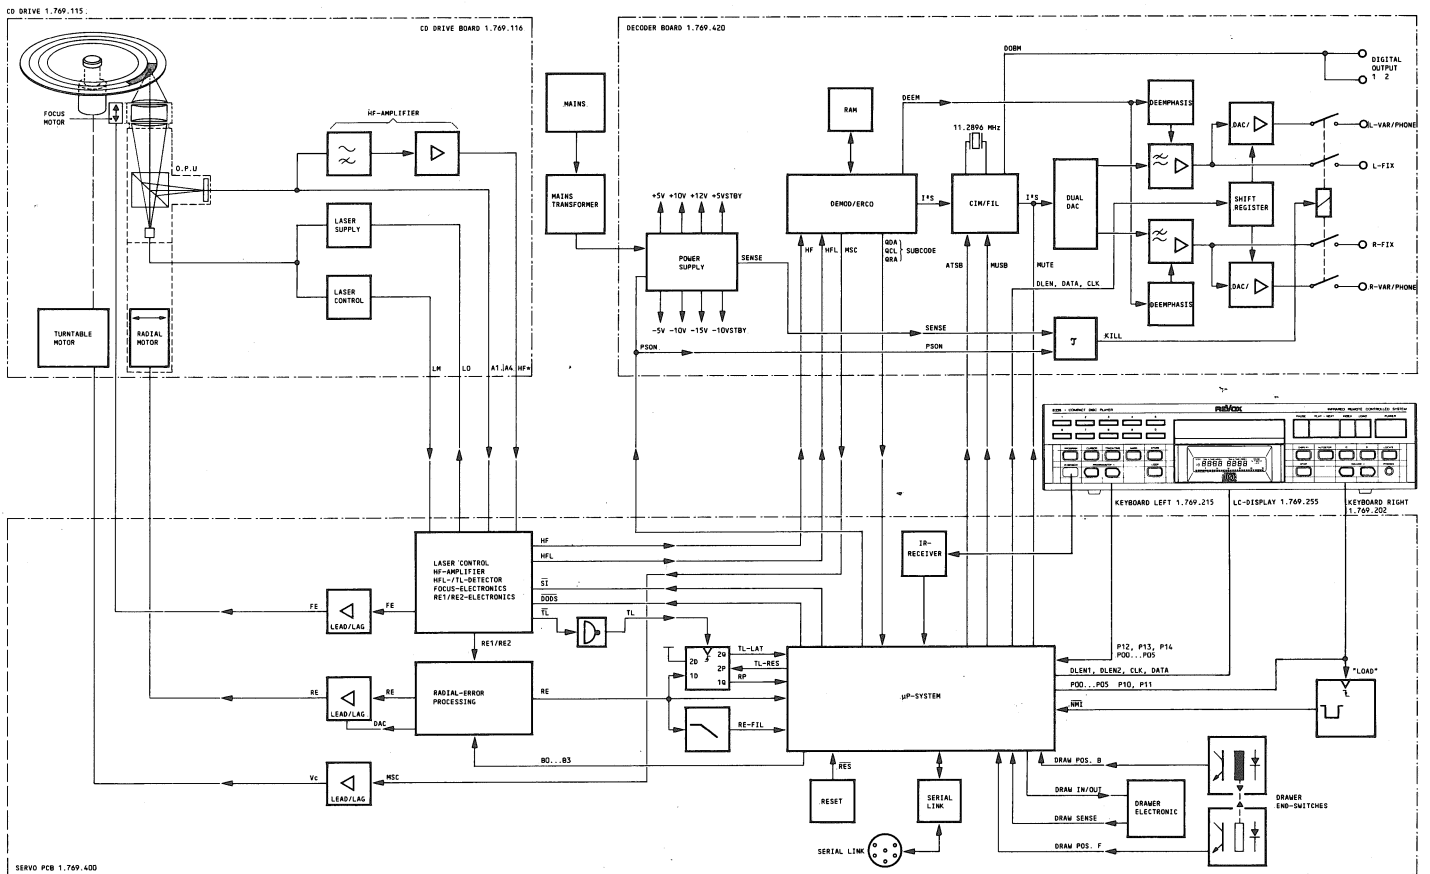 CD DRIVE 1.769.115
CD DRIVE BOARD 1.769.116
DECODER BOARD 1.769.420
FOCUS
MOTOR
HF-AMPLIFIER
O.P.U
LASER
SUPPLY
LASER
CONTROL
TURNTABLE
MOTOR
RADIAL
MOTOR
LM
LO
A1..A4
HF*
MAINS
MAINS
TRANSFORMER
+5V +10V +12V +5VSTBY
POWER
SUPPLY
-5V -10V -15V -10VSTBY
SENSE
PSON
RAM
DEMOD/ERCO
HF
HFL
MSC
QDA
QCL
QRA
SUBCODE
DEEM
DOBM
11.2896 MHz
I²S
CIM/FIL
I²S
ATSB
MUSB
MUTE
DUAL
DAC
DEEMPHASIS
DEEMPHASIS
DAC/
DAC/
SHIFT
REGISTER
DLEN, DATA, CLK
SENSE
PSON
KILL
DIGITAL
OUTPUT
1 2
L-VAR/PHONE
L-FIX
R-FIX
R-VAR/PHONE
COMPACT DISC PLAYER
REVOX
INFRARED REMOTE CONTROLLED SYSTEM
KEYBOARD LEFT 1.769.215
LC-DISPLAY 1.769.255
KEYBOARD RIGHT
1.769.202
IR-
RECEIVER
LASER CONTROL
HF-AMPLIFIER
HFL-/TL-DETECTOR
FOCUS-ELECTRONICS
RE1/RE2-ELECTRONICS
HF
HFL
SI
DODS
TL
TL
RE1/RE2
FE
LEAD/LAG
FE
RE
LEAD/LAG
RE
DAC
RADIAL-ERROR
PROCESSING
RE
Vc
LEAD/LAG
MSC
B0...B3
2D
1D
2Q
2P
1Q
TL-LAT
TL-RES
RP
RE-FIL
µP-SYSTEM
RES
RESET
SERIAL
LINK
SERIAL LINK
P12, P13, P14
P00...P05
DLEN1, DLEN2, CLK, DATA
P00...P05 P10, P11
NMI
"LOAD"
DRAW POS. B
DRAW IN/OUT
DRAW SENSE
DRAW POS. F
DRAWER
ELECTRONIC
DRAWER
END-SWITCHES
SERVO PCB 1.769.400